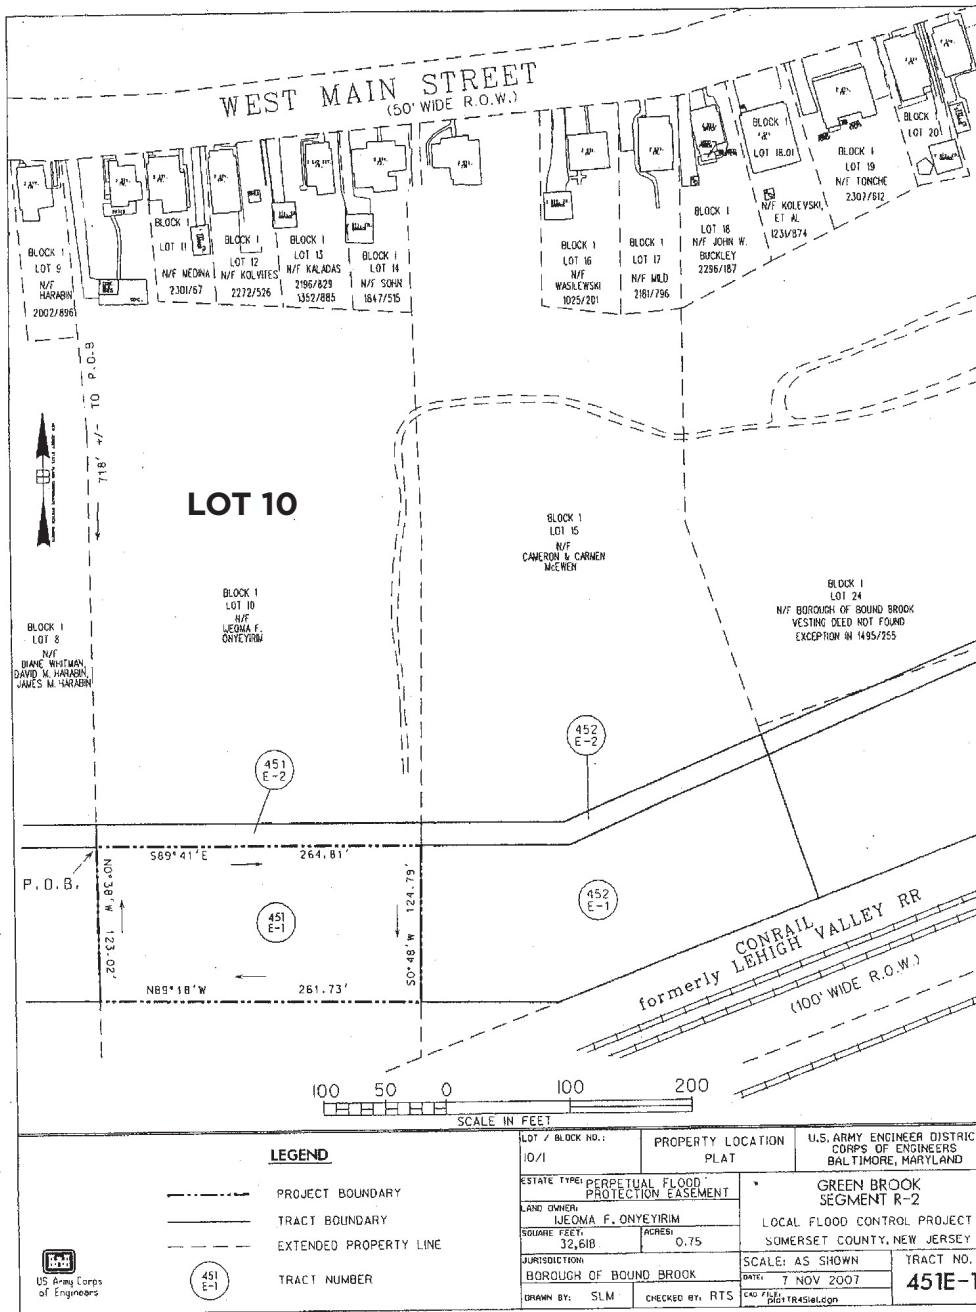 WEST MAIN STREET
(50' WIDE R.O.W.)
BLOCK 1
LOT 9
N/F
HARABIN
2002/896
BLOCK 1
LOT 11
N/F MEDINA
2301/67
BLOCK 1
LOT 12
N/F KOLVITES
2272/526
BLOCK 1
LOT 13
N/F KALADAS
2196/829
1352/885
BLOCK 1
LOT 14
N/F SOHN
1847/515
BLOCK 1
LOT 16
N/F
WASILEWSKI
1025/201
BLOCK 1
LOT 17
N/F MILD
2181/796
BLOCK 1
LOT 18
N/F JOHN W.
BUCKLEY
2296/187
BLOCK 1
LOT 18.01
N/F KOLEVSKI,
ET AL
1231/874
BLOCK 1
LOT 19
N/F TONCHE
2307/612
BLOCK 1
LOT 20
718' +/- TO P.O.B
LOT 10
BLOCK 1
LOT 10
N/F
IJEOMA F.
ONYEYIRIM
BLOCK 1
LOT 15
N/F
CAMERON & CARMEN
McEWEN
BLOCK 1
LOT 24
N/F BOROUGH OF BOUND BROOK
VESTING DEED NOT FOUND
EXCEPTION IN 1495/255
BLOCK 1
LOT 8
N/F
DIANE WHITMAN,
DAVID M. HARABIN,
JAMES M. HARABIN
451
E-2
452
E-2
S89°41'E 264.81'
P.O.B.
N0°38'W 123.02'
451
E-1
S0°48'W 124.79'
452
E-1
N89°18'W 261.73'
CONRAIL
formerly LEHIGH VALLEY RR
(100' WIDE R.O.W.)
100 50 0 100 200
SCALE IN FEET
LEGEND
PROJECT BOUNDARY
TRACT BOUNDARY
EXTENDED PROPERTY LINE
451
E-1
TRACT NUMBER
US Army Corps
of Engineers
LOT / BLOCK NO.:
10/1
PROPERTY LOCATION
PLAT
U.S. ARMY ENGINEER DISTRIC
CORPS OF ENGINEERS
BALTIMORE, MARYLAND
ESTATE TYPE: PERPETUAL FLOOD
PROTECTION EASEMENT
LAND OWNER:
IJEOMA F. ONYEYIRIM
SQUARE FEET:
32,618
ACRES:
0.75
GREEN BROOK
SEGMENT R-2
LOCAL FLOOD CONTROL PROJECT
SOMERSET COUNTY, NEW JERSEY
JURISDICTION:
BOROUGH OF BOUND BROOK
SCALE: AS SHOWN
DATE: 7 NOV 2007
TRACT NO.
451E-1
DRAWN BY: SLM
CHECKED BY: RTS
CAD FILE: